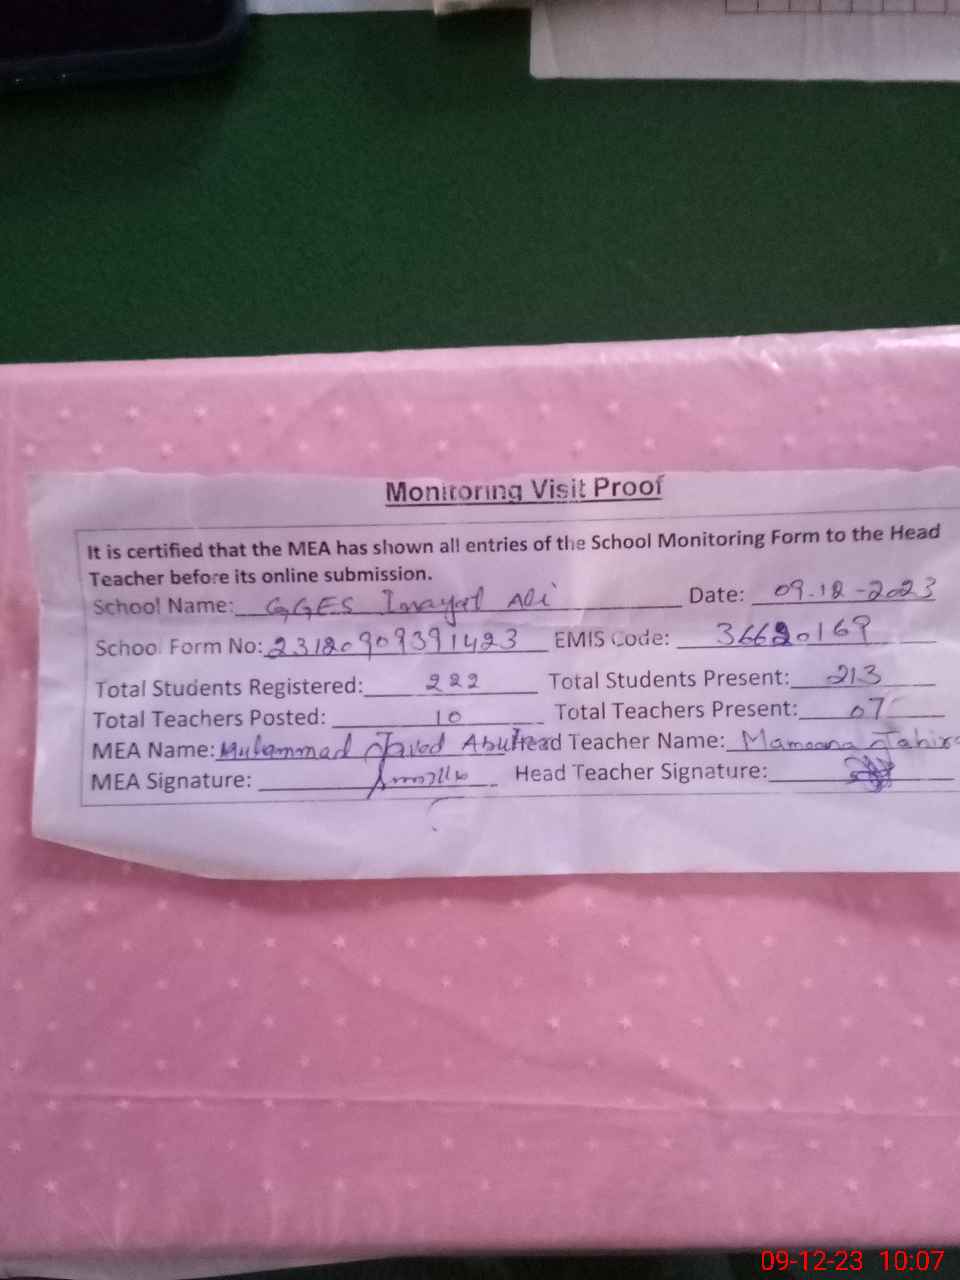 Monitoring Visit Proof
It is certified that the MEA has shown all entries of the School Monitoring Form to the Head
Teacher before its online submission.
School Name: GGES Inayat Ali Date: 09-12-2023
School Form No: 23120909391423 EMIS Code: 36620169
Total Students Registered: 222 Total Students Present: 213
Total Teachers Posted: 10 Total Teachers Present: 07
MEA Name: Muhammad Javed Head Teacher Name: Mamoona Tahira
MEA Signature: Head Teacher Signature:
09-12-23 10:07